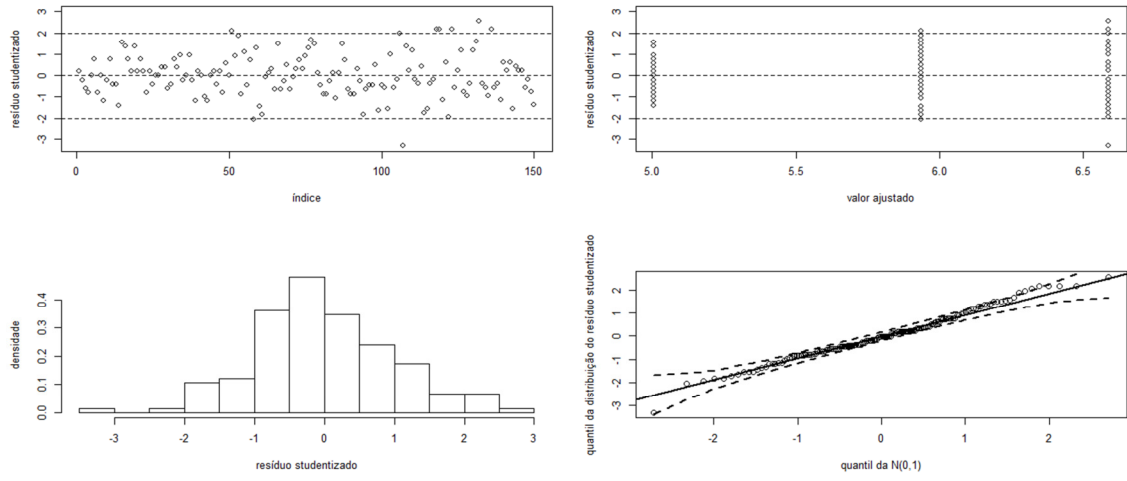 resíduo studentizado
-3 -2 -1 0 1 2 3
0 50 100 150
índice
resíduo studentizado
-3 -2 -1 0 1 2 3
5.0 5.5 6.0 6.5
valor ajustado
densidade
0.0 0.1 0.2 0.3 0.4
-3 -2 -1 0 1 2 3
resíduo studentizado
quantil da distribuição do resíduo studentizado
-3 -2 -1 0 1 2
-2 -1 0 1 2
quantil da N(0,1)